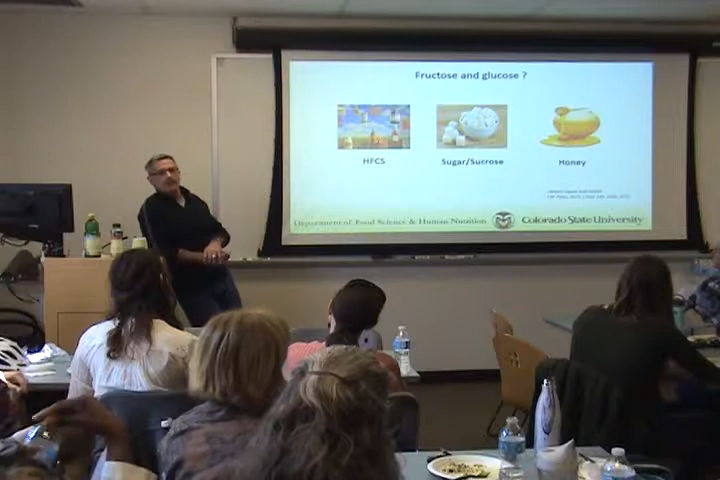 Fructose and glucose ?
HFCS
Sugar/Sucrose
Honey
Department of Food Science & Human Nutrition
Colorado State University